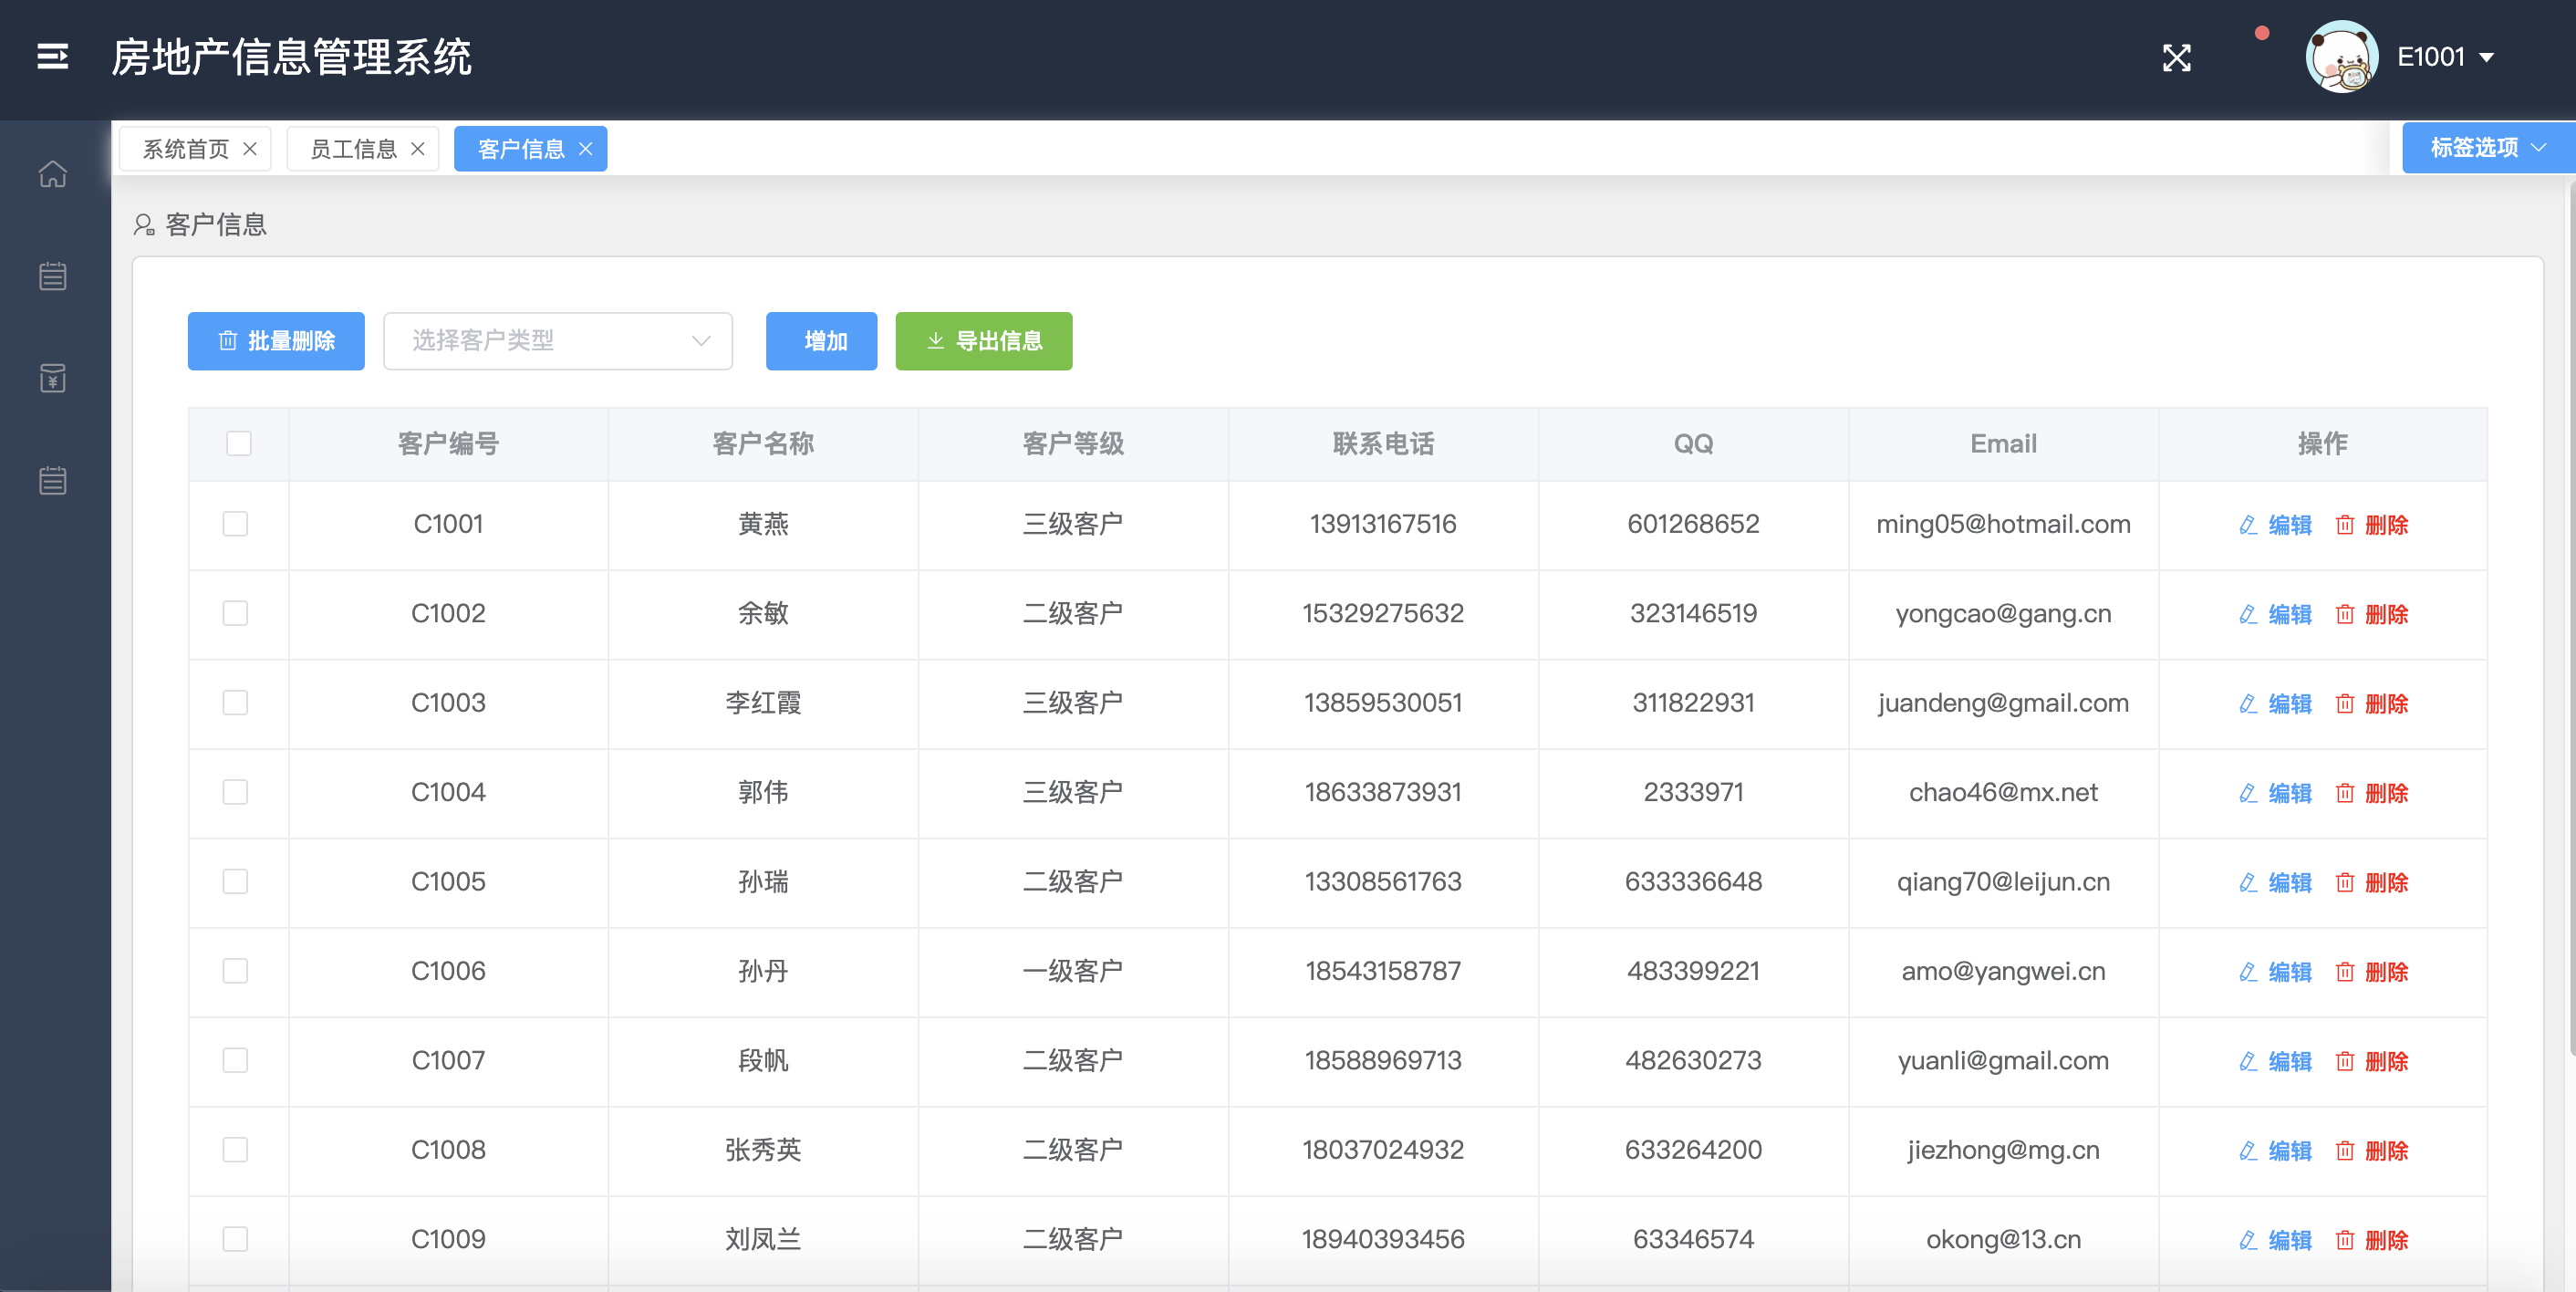 房地产信息管理系统 E1001
系统首页 员工信息 客户信息 标签选项
客户信息
批量删除 选择客户类型 增加 导出信息
客户编号 客户名称 客户等级 联系电话 QQ Email 操作
C1001 黄燕 三级客户 13913167516 601268652 ming05@hotmail.com 编辑 删除
C1002 余敏 二级客户 15329275632 323146519 yongcao@gang.cn 编辑 删除
C1003 李红霞 三级客户 13859530051 311822931 juandeng@gmail.com 编辑 删除
C1004 郭伟 三级客户 18633873931 2333971 chao46@mx.net 编辑 删除
C1005 孙瑞 二级客户 13308561763 633336648 qiang70@leijun.cn 编辑 删除
C1006 孙丹 一级客户 18543158787 483399221 amo@yangwei.cn 编辑 删除
C1007 段帆 二级客户 18588969713 482630273 yuanli@gmail.com 编辑 删除
C1008 张秀英 二级客户 18037024932 633264200 jiezhong@mg.cn 编辑 删除
C1009 刘凤兰 二级客户 18940393456 63346574 okong@13.cn 编辑 删除